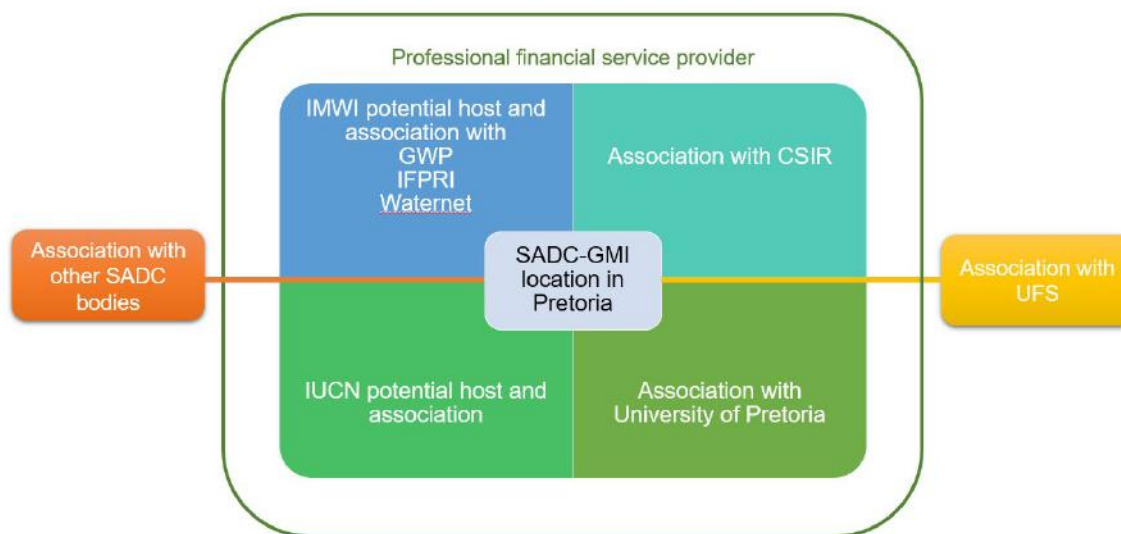 Professional financial service provider
IMWI potential host and
association with
GWP
IFPRI
Waternet
Association with CSIR
Association with
other SADC
bodies
SADC-GMI
location in
Pretoria
Association with
UFS
IUCN potential host and
association
Association with
University of Pretoria